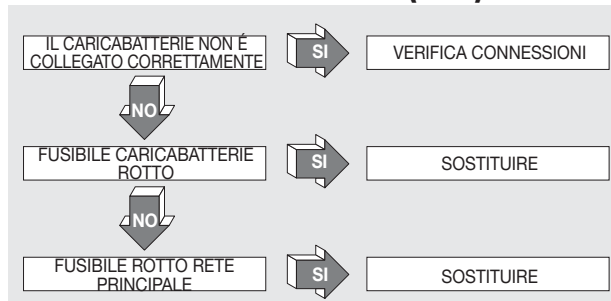 IL CARICABATTERIE NON É
COLLEGATO CORRETTAMENTE
SI
VERIFICA CONNESSIONI
NO
FUSIBILE CARICABATTERIE
ROTTO
SI
SOSTITUIRE
NO
FUSIBILE ROTTO RETE
PRINCIPALE
SI
SOSTITUIRE